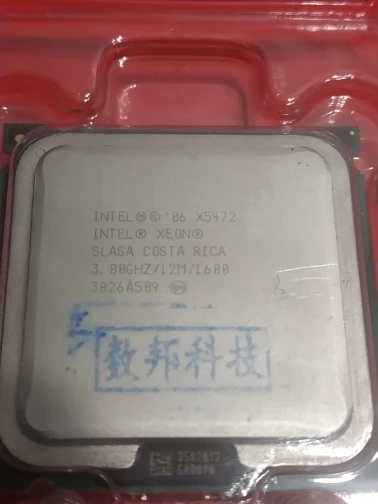 INTEL® © '06 X5472
INTEL® XEON®
SLASA COSTA RICA
3.00GHZ/12M/1600
3826A509
数邦科技